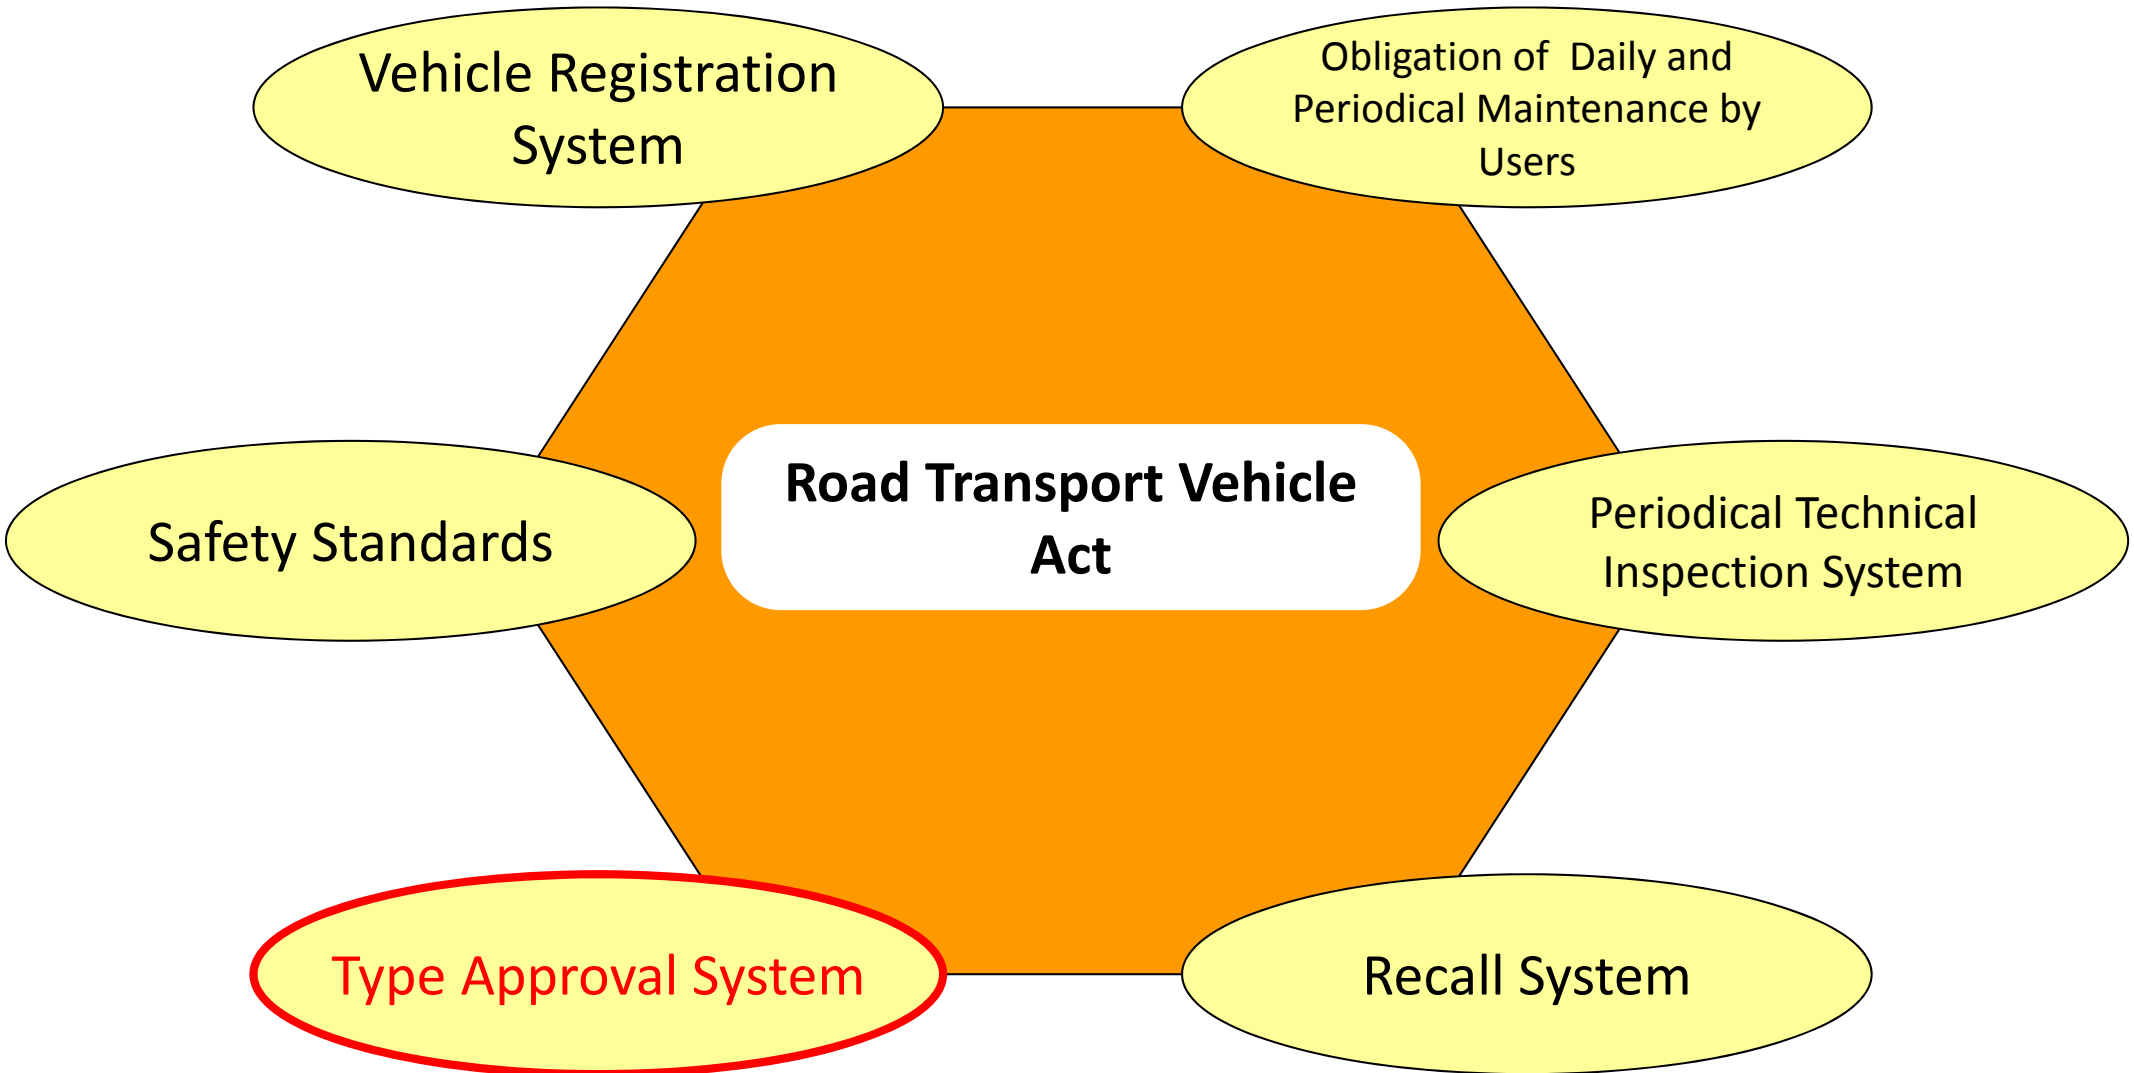 Vehicle Registration
System
Obligation of  Daily and
Periodical Maintenance by
Users
Safety Standards
Road Transport Vehicle
Act
Periodical Technical
Inspection System
Type Approval System
Recall System